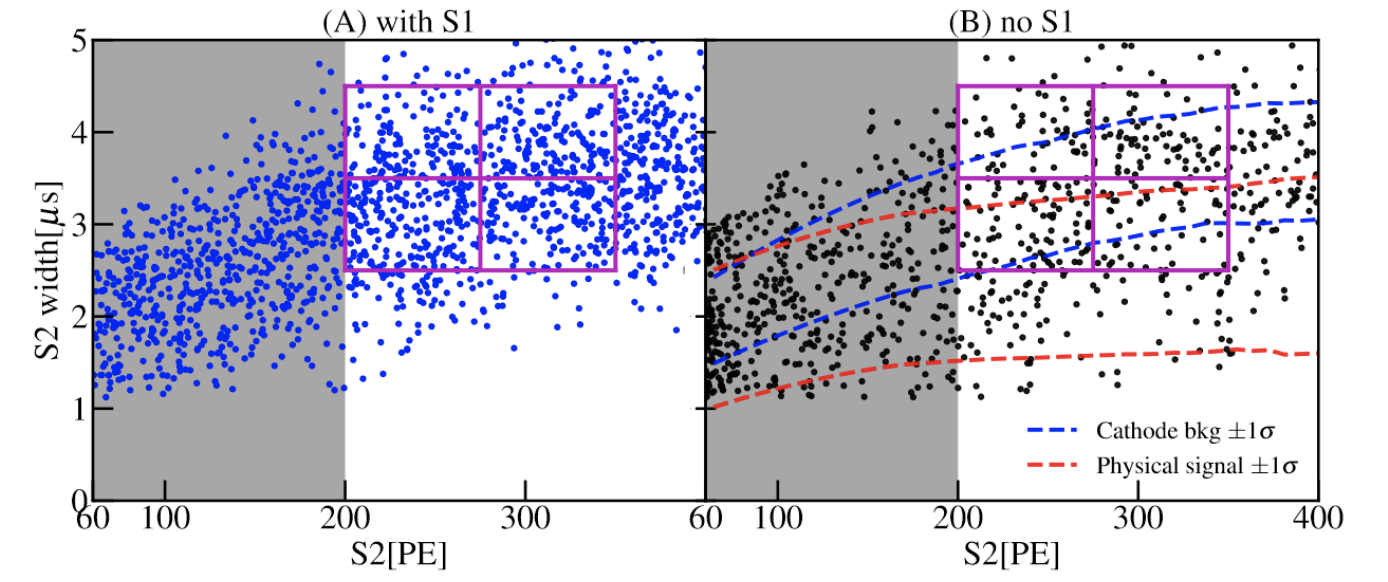 (A) with S1
(B) no S1
S2 width[μs]
5
4
3
2
1
0
60 100 200 300
60 100 200 300 400
S2[PE]
S2[PE]
Cathode bkg ±1σ
Physical signal ±1σ